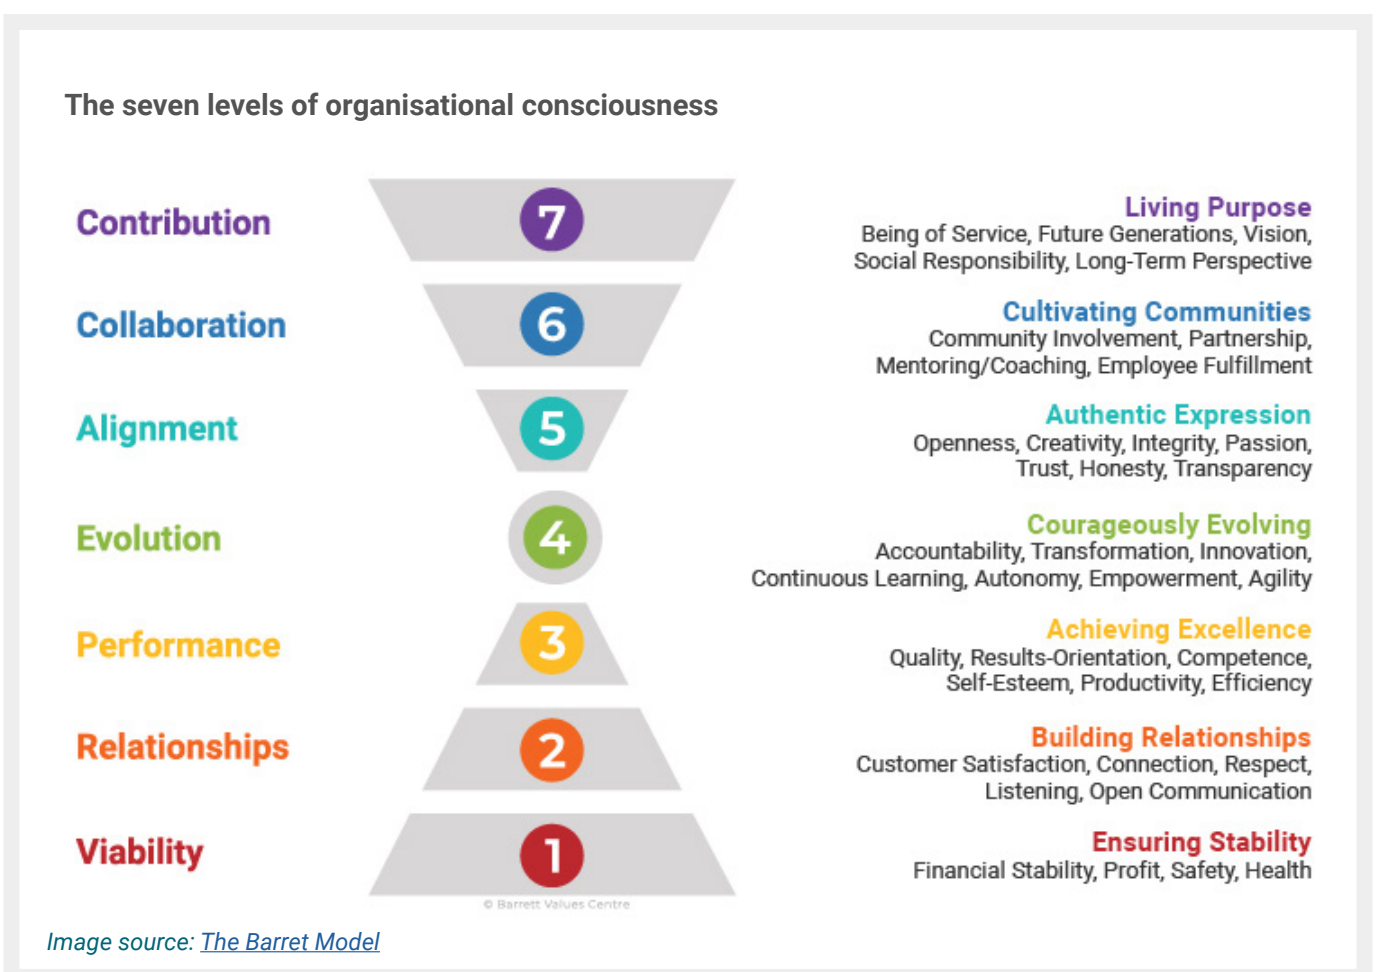 The seven levels of organisational consciousness
Contribution
7
Living Purpose
Being of Service, Future Generations, Vision,
Social Responsibility, Long-Term Perspective
Collaboration
6
Cultivating Communities
Community Involvement, Partnership,
Mentoring/Coaching, Employee Fulfillment
Alignment
5
Authentic Expression
Openness, Creativity, Integrity, Passion,
Trust, Honesty, Transparency
Evolution
4
Courageously Evolving
Accountability, Transformation, Innovation,
Continuous Learning, Autonomy, Empowerment, Agility
Performance
3
Achieving Excellence
Quality, Results-Orientation, Competence,
Self-Esteem, Productivity, Efficiency
Relationships
2
Building Relationships
Customer Satisfaction, Connection, Respect,
Listening, Open Communication
Viability
1
Ensuring Stability
Financial Stability, Profit, Safety, Health
© Barrett Values Centre
Image source: The Barret Model